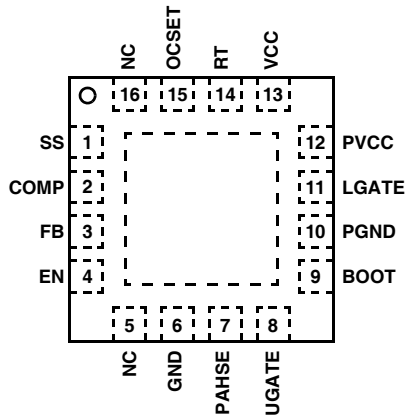 NC OCSET RT VCC
16 15 14 13
SS 1 12 PVCC
COMP 2 11 LGATE
FB 3 10 PGND
EN 4 9 BOOT
5 6 7 8
NC GND PAHSE UGATE